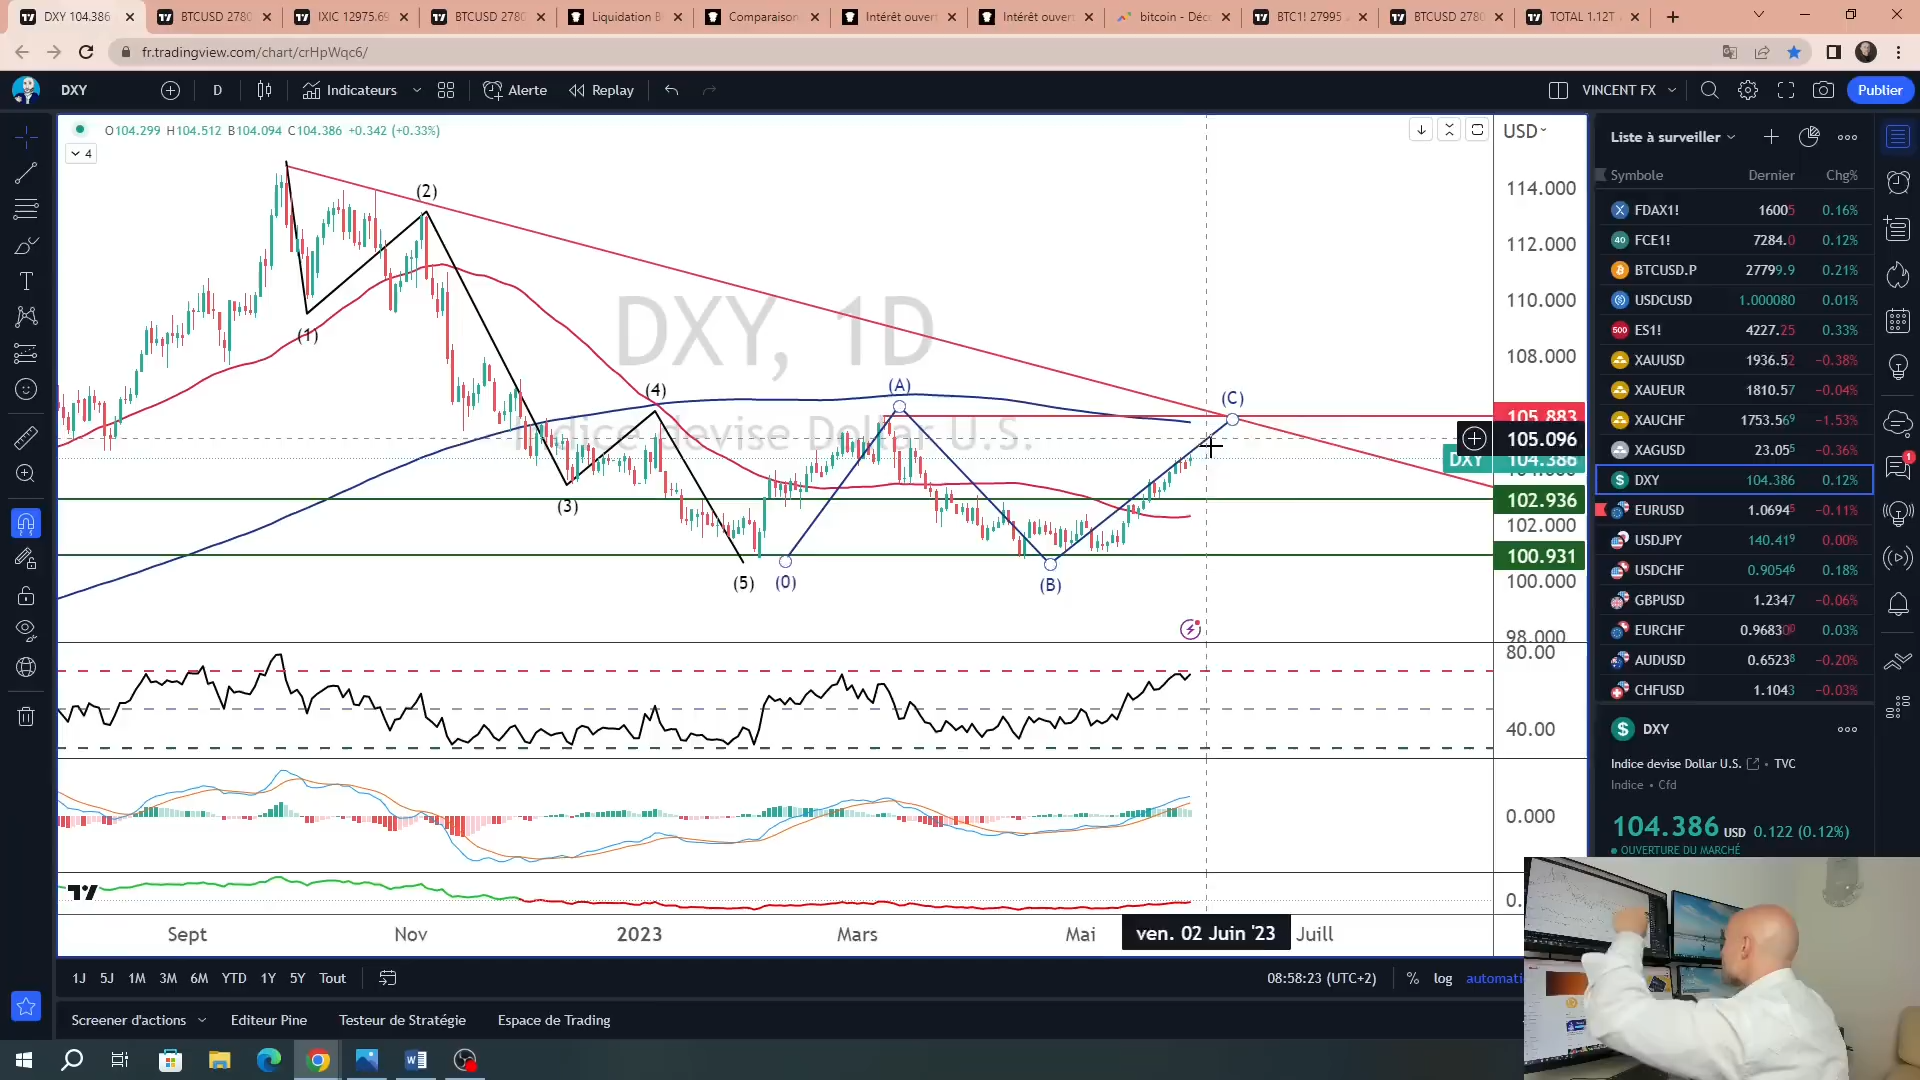 DXY 104.386
BTCUSD 2780
IXIC 12975.69
BTCUSD 2780
Liquidation B
Comparaison
Intérêt ouvert
Intérêt ouvert
bitcoin - Déco
BTC1! 27995
BTCUSD 2780
TOTAL 1.12T
fr.tradingview.com/chart/crHpWqc6/
DXY
D
Indicateurs
Alerte
Replay
VINCENT FX
Publier
O104.299 H104.512 B104.094 C104.386 +0.342 (+0.33%)
4
USD
DXY, 1D
Indice devise Dollar U.S.
(1)
(2)
(3)
(4)
(5)
(0)
(A)
(B)
(C)
114.000
112.000
110.000
108.000
105.883
105.096
DXY 104.386
102.936
102.000
100.931
100.000
98.000
80.00
40.00
0.000
0.
Sept
Nov
2023
Mars
Mai
ven. 02 Juin '23
Juill
1J 5J 1M 3M 6M YTD 1Y 5Y Tout
08:58:23 (UTC+2)
% log automati
Screener d'actions
Editeur Pine
Testeur de Stratégie
Espace de Trading
Liste à surveiller
Symbole Dernier Chg%
FDAX1! 16005 0.16%
FCE1! 7284.0 0.12%
BTCUSD.P 27799.9 0.21%
USDCUSD 1.000080 0.01%
ES1! 4227.25 0.33%
XAUUSD 1936.52 −0.38%
XAUEUR 1810.57 −0.04%
XAUCHF 1753.569 −1.53%
XAGUSD 23.055 −0.36%
DXY 104.386 0.12%
EURUSD 1.06945 −0.11%
USDJPY 140.419 0.00%
USDCHF 0.90546 0.18%
GBPUSD 1.2347 −0.06%
EURCHF 0.96830 0.03%
AUDUSD 0.65238 −0.20%
CHFUSD 1.1043 −0.03%
DXY
Indice devise Dollar U.S. • TVC
Indice • Cfd
104.386 USD 0.122 (0.12%)
OUVERTURE DU MARCHÉ